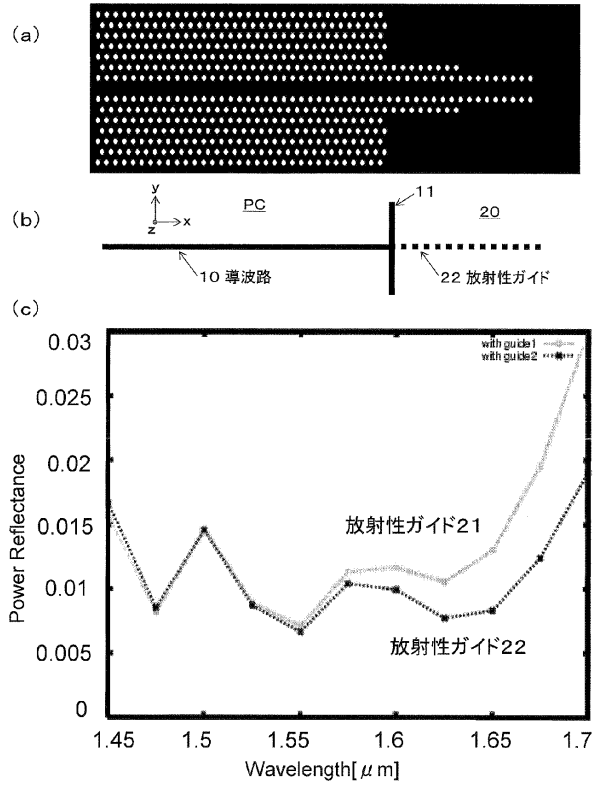 (a)
(b)
y
x
z
PC
11
20
10 導波路
22 放射性ガイド
(c)
0.03
0.025
0.02
0.015
0.01
0.005
0
Power Reflectance
with guide1
with guide2
放射性ガイド21
放射性ガイド22
1.45 1.5 1.55 1.6 1.65 1.7
Wavelength[μm]